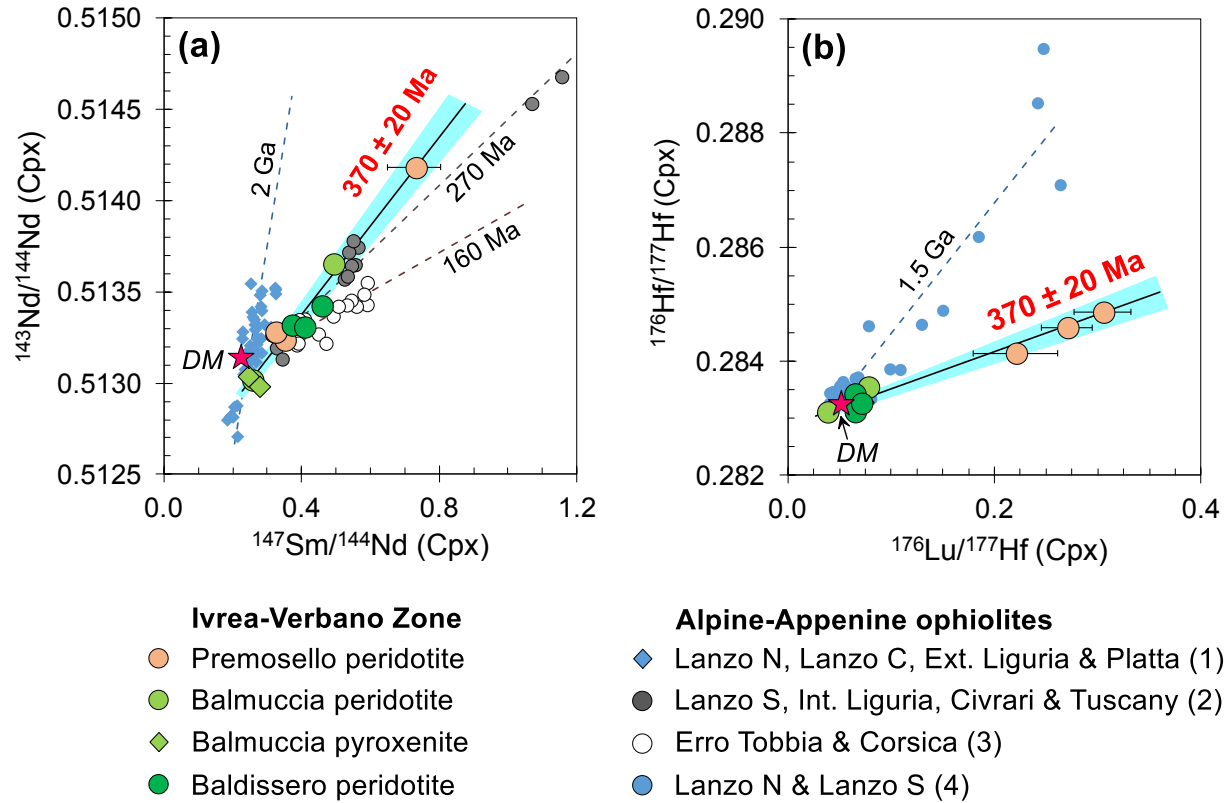 (a)
0.5150
0.5145
0.5140
0.5135
0.5130
0.5125
¹⁴³Nd/¹⁴⁴Nd (Cpx)
2 Ga
370 ± 20 Ma
270 Ma
160 Ma
DM
0.0
0.4
0.8
1.2
¹⁴⁷Sm/¹⁴⁴Nd (Cpx)
(b)
0.290
0.288
0.286
0.284
0.282
¹⁷⁶Hf/¹⁷⁷Hf (Cpx)
1.5 Ga
370 ± 20 Ma
DM
0.0
0.2
0.4
¹⁷⁶Lu/¹⁷⁷Hf (Cpx)
Ivrea-Verbano Zone
Premosello peridotite
Balmuccia peridotite
Balmuccia pyroxenite
Baldissero peridotite
Alpine-Appenine ophiolites
Lanzo N, Lanzo C, Ext. Liguria & Platta (1)
Lanzo S, Int. Liguria, Civrari & Tuscany (2)
Erro Tobbia & Corsica (3)
Lanzo N & Lanzo S (4)